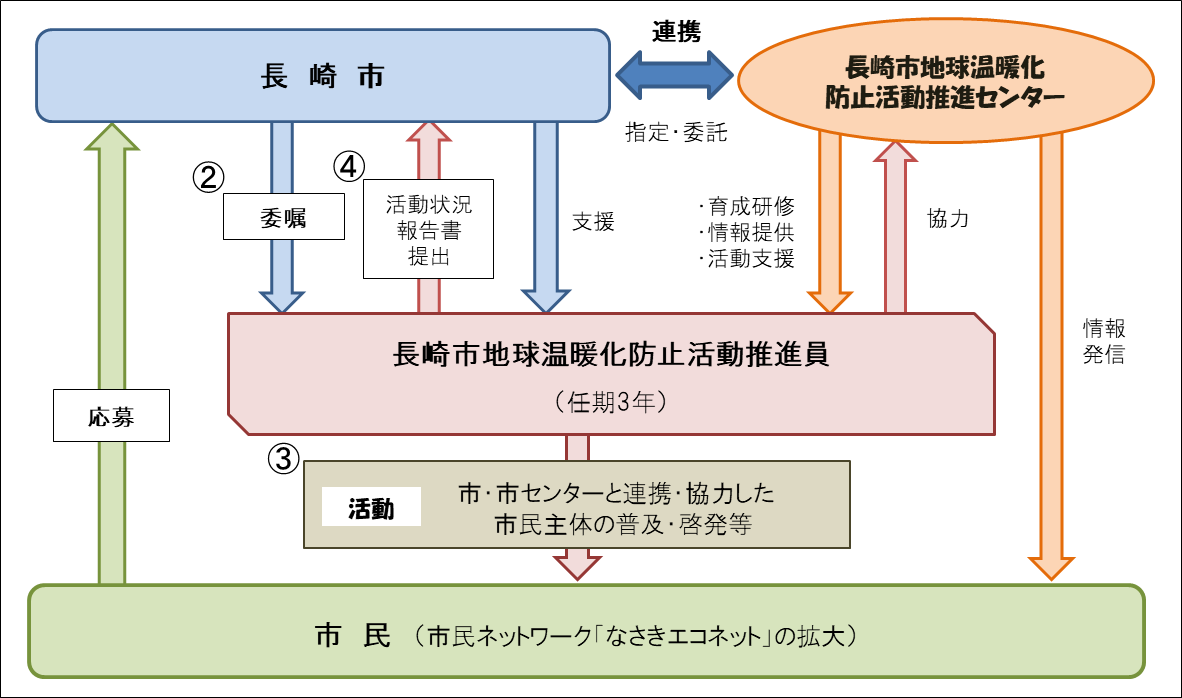 連携
長 崎 市
長崎市地球温暖化
防止活動推進センター
指定・委託
②
委嘱
④
活動状況
報告書
提出
支援
・育成研修
・情報提供
・活動支援
協力
情報
発信
長崎市地球温暖化防止活動推進員
（任期3年）
応募
③
活動
市・市センターと連携・協力した
市民主体の普及・啓発等
市 民 （市民ネットワーク「なさきエコネット」の拡大）